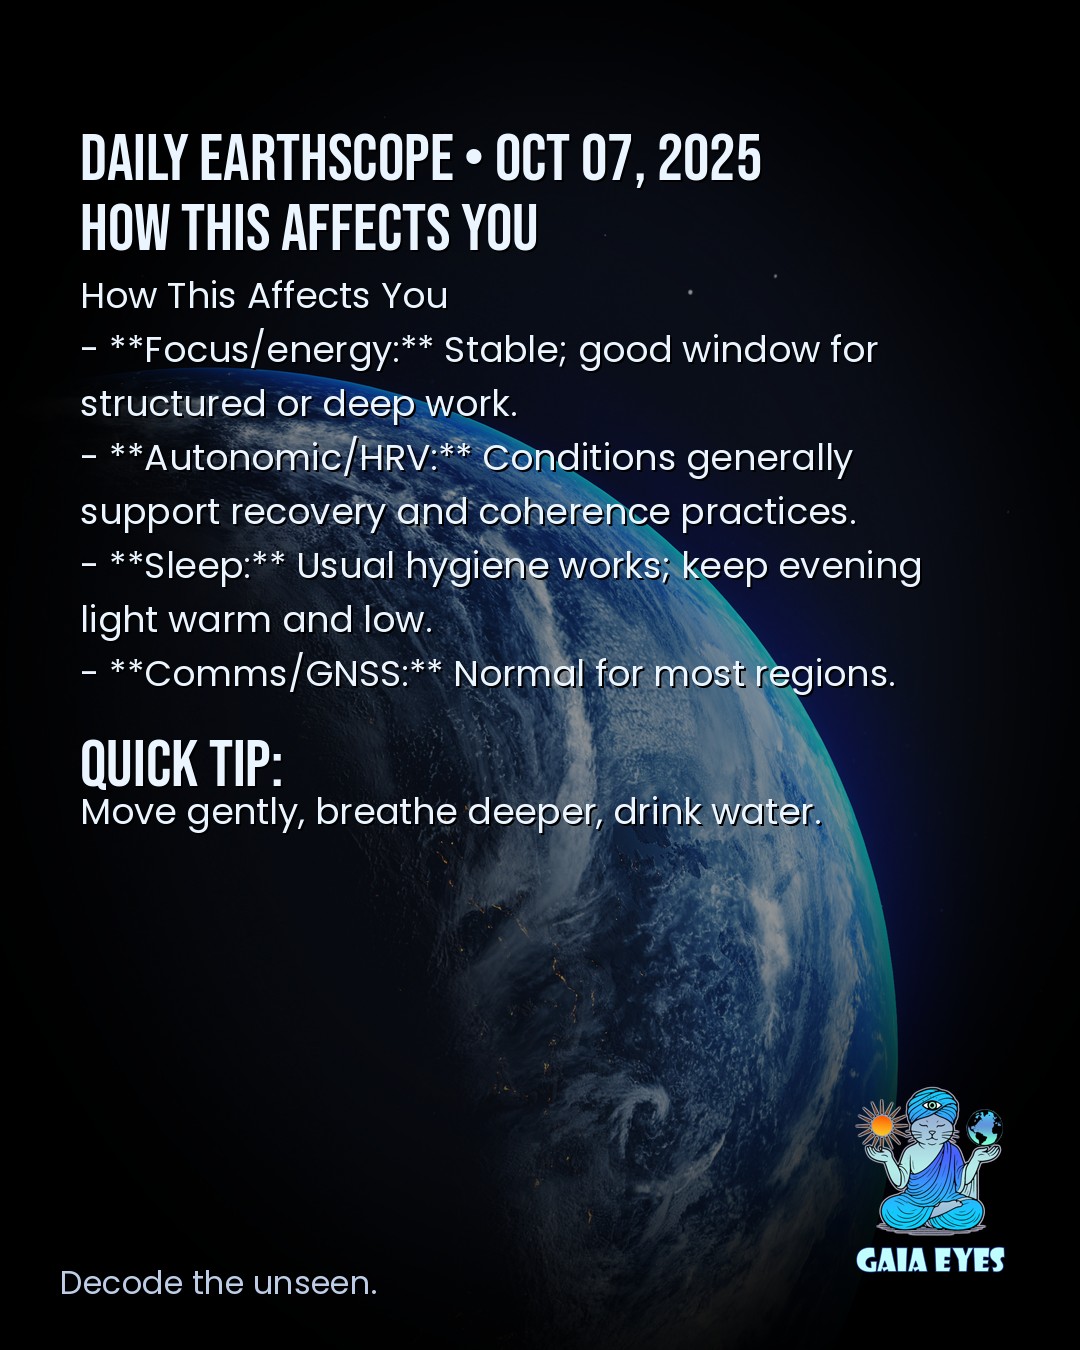 DAILY EARTHSCOPE • OCT 07, 2025
HOW THIS AFFECTS YOU
How This Affects You
- **Focus/energy:** Stable; good window for
structured or deep work.
- **Autonomic/HRV:** Conditions generally
support recovery and coherence practices.
- **Sleep:** Usual hygiene works; keep evening
light warm and low.
- **Comms/GNSS:** Normal for most regions.
QUICK TIP:
Move gently, breathe deeper, drink water.
GAIA EYES
Decode the unseen.